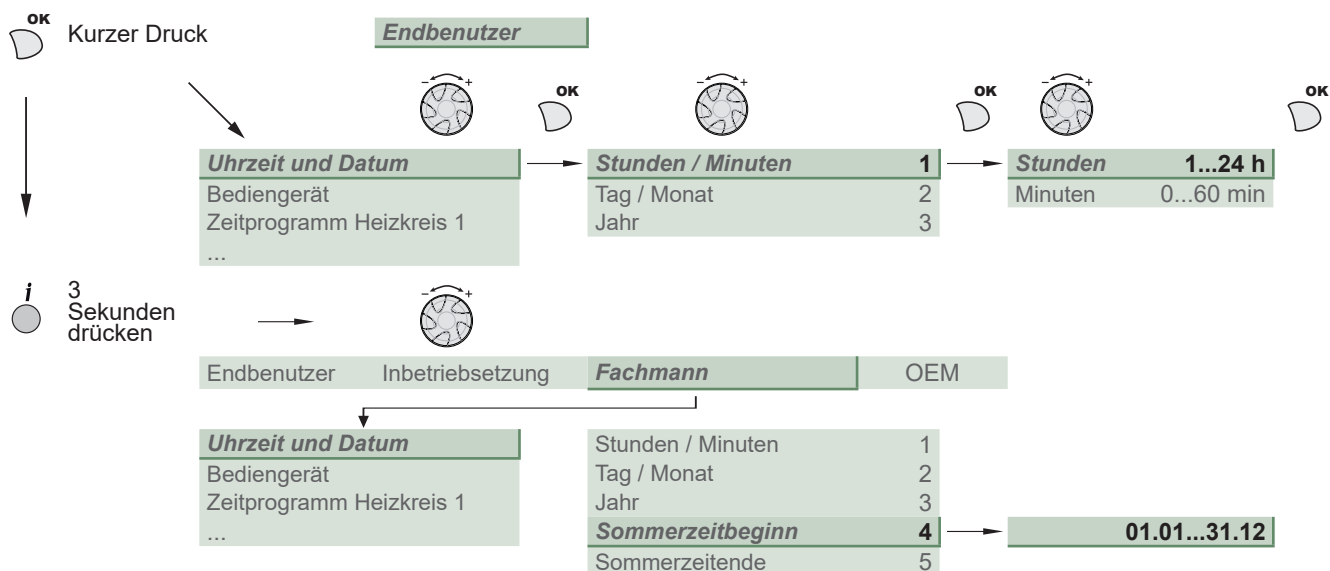 OK
Kurzer Druck
Endbenutzer
- +
OK
- +
OK
- +
OK
Uhrzeit und Datum
Bediengerät
Zeitprogramm Heizkreis 1
...
Stunden / Minuten 1
Tag / Monat 2
Jahr 3
Stunden 1...24 h
Minuten 0...60 min
i
3
Sekunden
drücken
- +
Endbenutzer Inbetriebsetzung Fachmann OEM
Uhrzeit und Datum
Bediengerät
Zeitprogramm Heizkreis 1
...
Stunden / Minuten 1
Tag / Monat 2
Jahr 3
Sommerzeitbeginn 4
Sommerzeitende 5
01.01...31.12